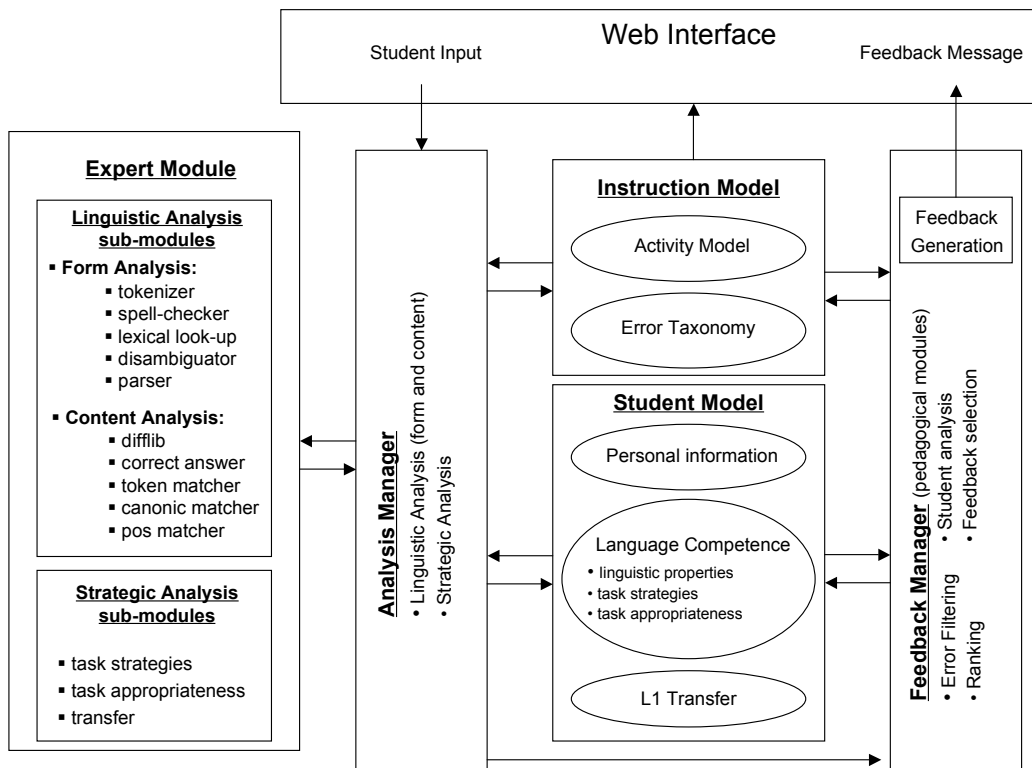 Web Interface
Student Input
Feedback Message
Expert Module
Linguistic Analysis
sub-modules
▪ Form Analysis:
▪ tokenizer
▪ spell-checker
▪ lexical look-up
▪ disambiguator
▪ parser
▪ Content Analysis:
▪ difflib
▪ correct answer
▪ token matcher
▪ canonic matcher
▪ pos matcher
Strategic Analysis
sub-modules
▪ task strategies
▪ task appropriateness
▪ transfer
Analysis Manager
• Linguistic Analysis (form and content)
• Strategic Analysis
Instruction Model
Activity Model
Error Taxonomy
Student Model
Personal information
Language Competence
• linguistic properties
• task strategies
• task appropriateness
L1 Transfer
Feedback
Generation
Feedback Manager (pedagogical modules)
• Error Filtering
• Student analysis
• Ranking
• Feedback selection